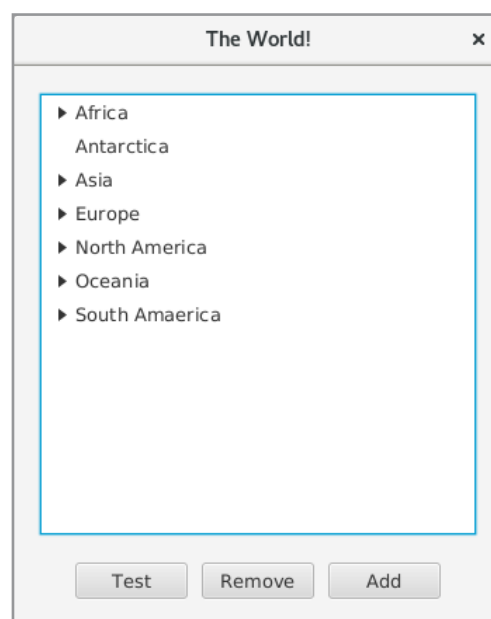 The World!
Africa
Antarctica
Asia
Europe
North America
Oceania
South Amaerica
Test Remove Add